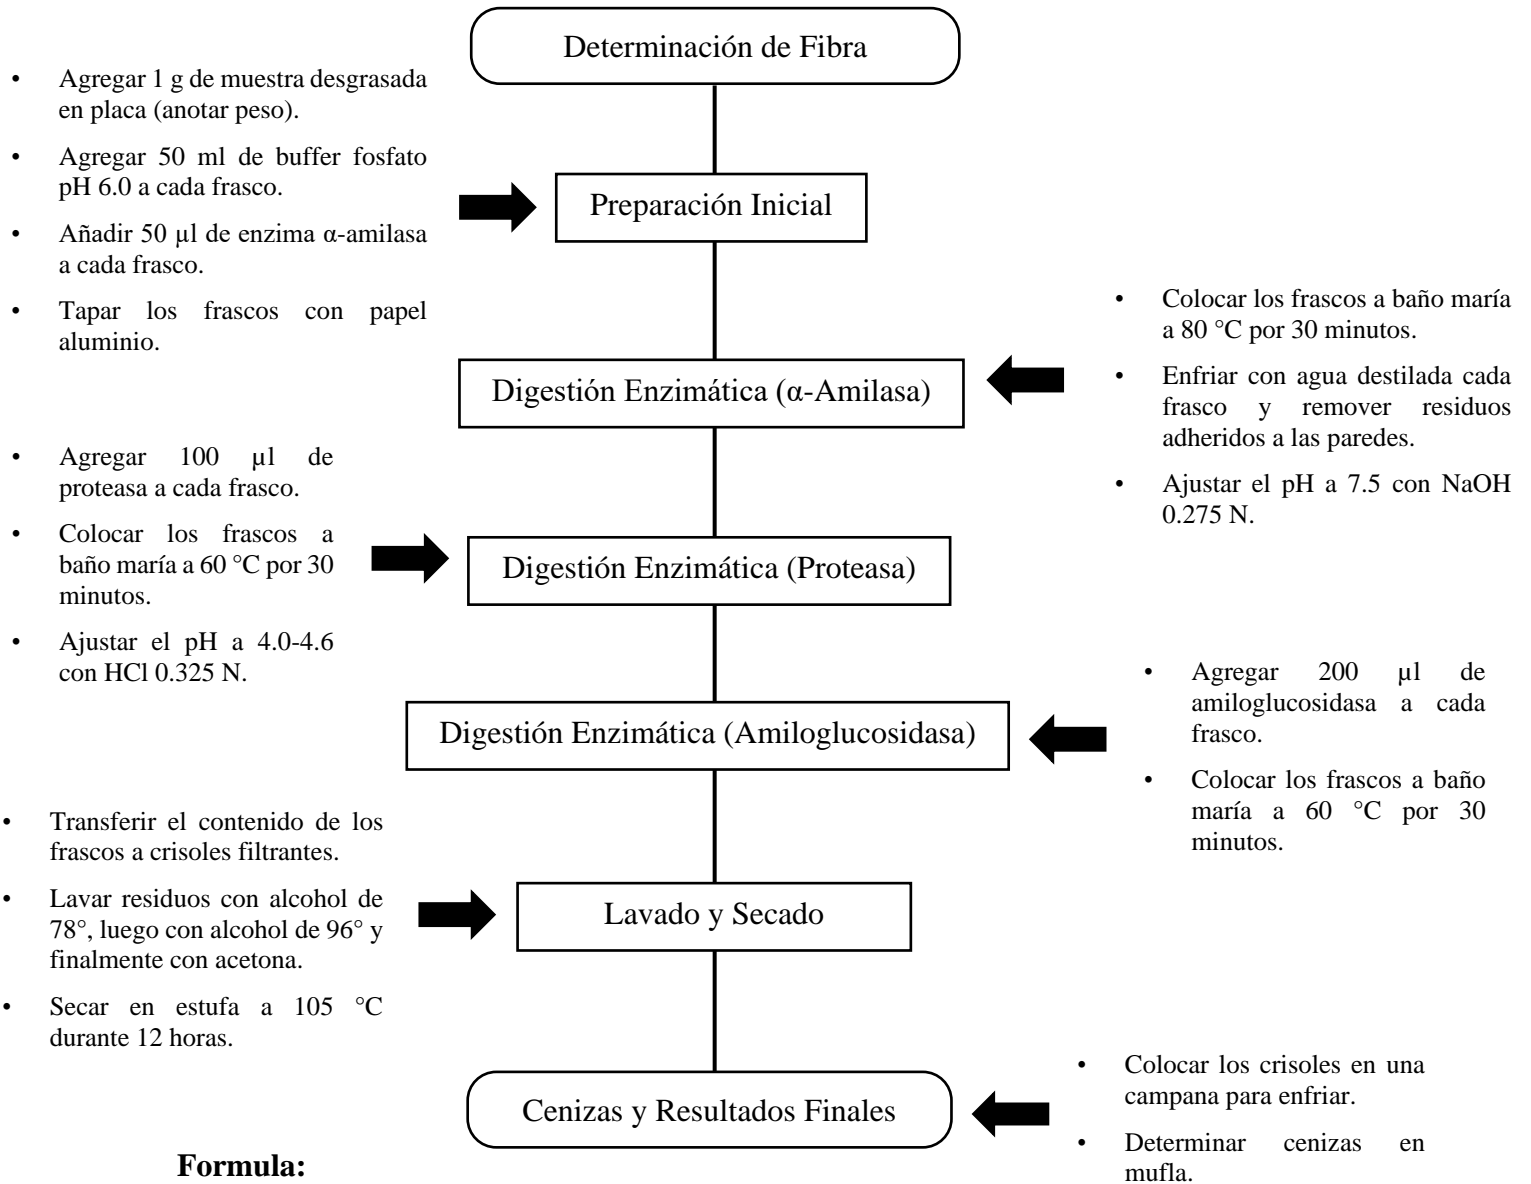 Determinación de Fibra
• Agregar 1 g de muestra desgrasada
en placa (anotar peso).
• Agregar 50 ml de buffer fosfato
pH 6.0 a cada frasco.
• Añadir 50 µl de enzima α-amilasa
a cada frasco.
• Tapar los frascos con papel
aluminio.
Preparación Inicial
• Colocar los frascos a baño maría
a 80 °C por 30 minutos.
• Enfriar con agua destilada cada
frasco y remover residuos
adheridos a las paredes.
• Ajustar el pH a 7.5 con NaOH
0.275 N.
Digestión Enzimática (α-Amilasa)
• Agregar 100 µl de
proteasa a cada frasco.
• Colocar los frascos a
baño maría a 60 °C por 30
minutos.
• Ajustar el pH a 4.0-4.6
con HCl 0.325 N.
Digestión Enzimática (Proteasa)
• Agregar 200 µl de
amiloglucosidasa a cada
frasco.
• Colocar los frascos a baño
maría a 60 °C por 30
minutos.
Digestión Enzimática (Amiloglucosidasa)
• Transferir el contenido de los
frascos a crisoles filtrantes.
• Lavar residuos con alcohol de
78°, luego con alcohol de 96° y
finalmente con acetona.
• Secar en estufa a 105 °C
durante 12 horas.
Lavado y Secado
• Colocar los crisoles en una
campana para enfriar.
• Determinar cenizas en
mufla.
Cenizas y Resultados Finales
Formula: